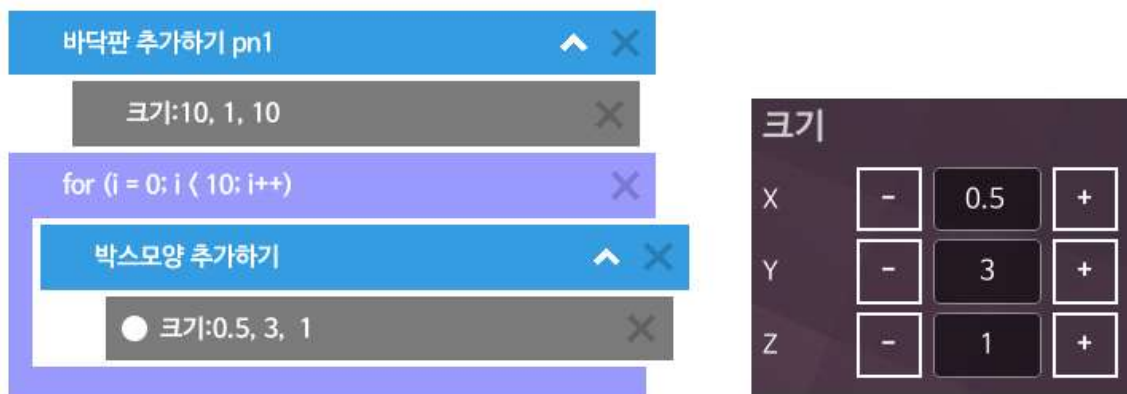 바닥판 추가하기 pn1
크기:10, 1, 10
for (i = 0; i < 10; i++)
박스모양 추가하기
크기:0.5, 3, 1
크기
X - 0.5 +
Y - 3 +
Z - 1 +